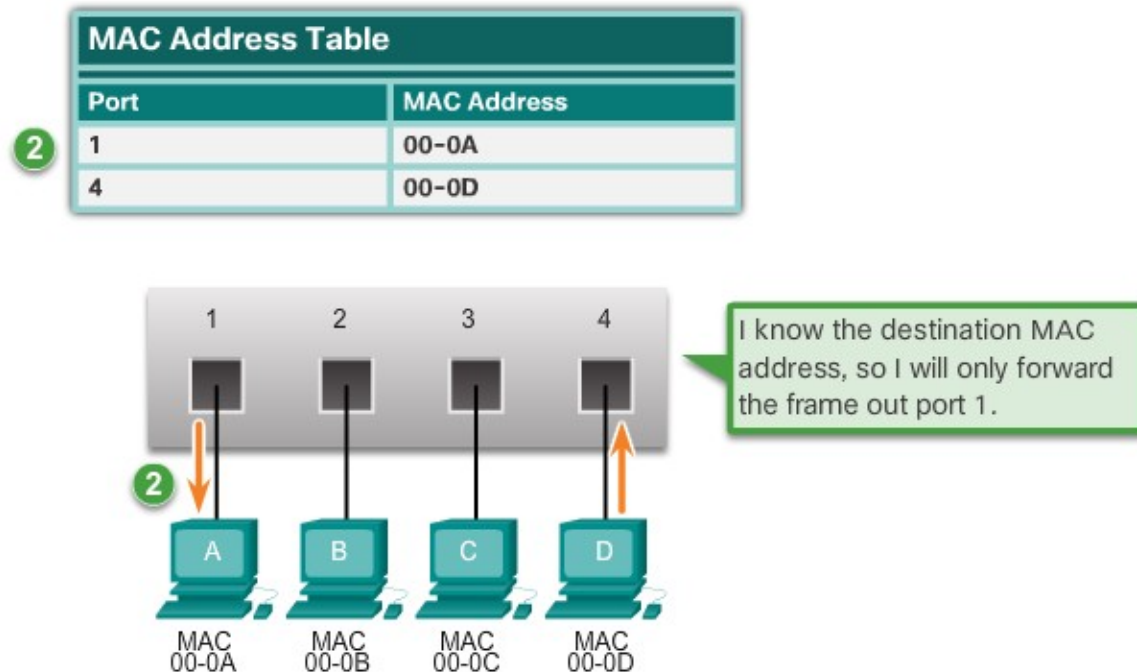 MAC Address Table
Port MAC Address
2
1 00-0A
4 00-0D
1 2 3 4
I know the destination MAC
address, so I will only forward
the frame out port 1.
2
A B C D
MAC MAC MAC MAC
00-0A 00-0B 00-0C 00-0D